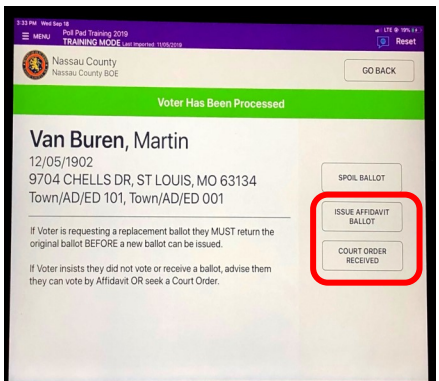 3:33 PM Wed Sep 18
LTE 19%
MENU
Poll Pad Training 2019
TRAINING MODE Last Imported: 11/05/2019
Reset
Nassau County
Nassau County BOE
GO BACK
Voter Has Been Processed
Van Buren, Martin
12/05/1902
9704 CHELLS DR, ST LOUIS, MO 63134
Town/AD/ED 101, Town/AD/ED 001
If Voter is requesting a replacement ballot they MUST return the
original ballot BEFORE a new ballot can be issued.
If Voter insists they did not vote or receive a ballot, advise them
they can vote by Affidavit OR seek a Court Order.
SPOIL BALLOT
ISSUE AFFIDAVIT
BALLOT
COURT ORDER
RECEIVED